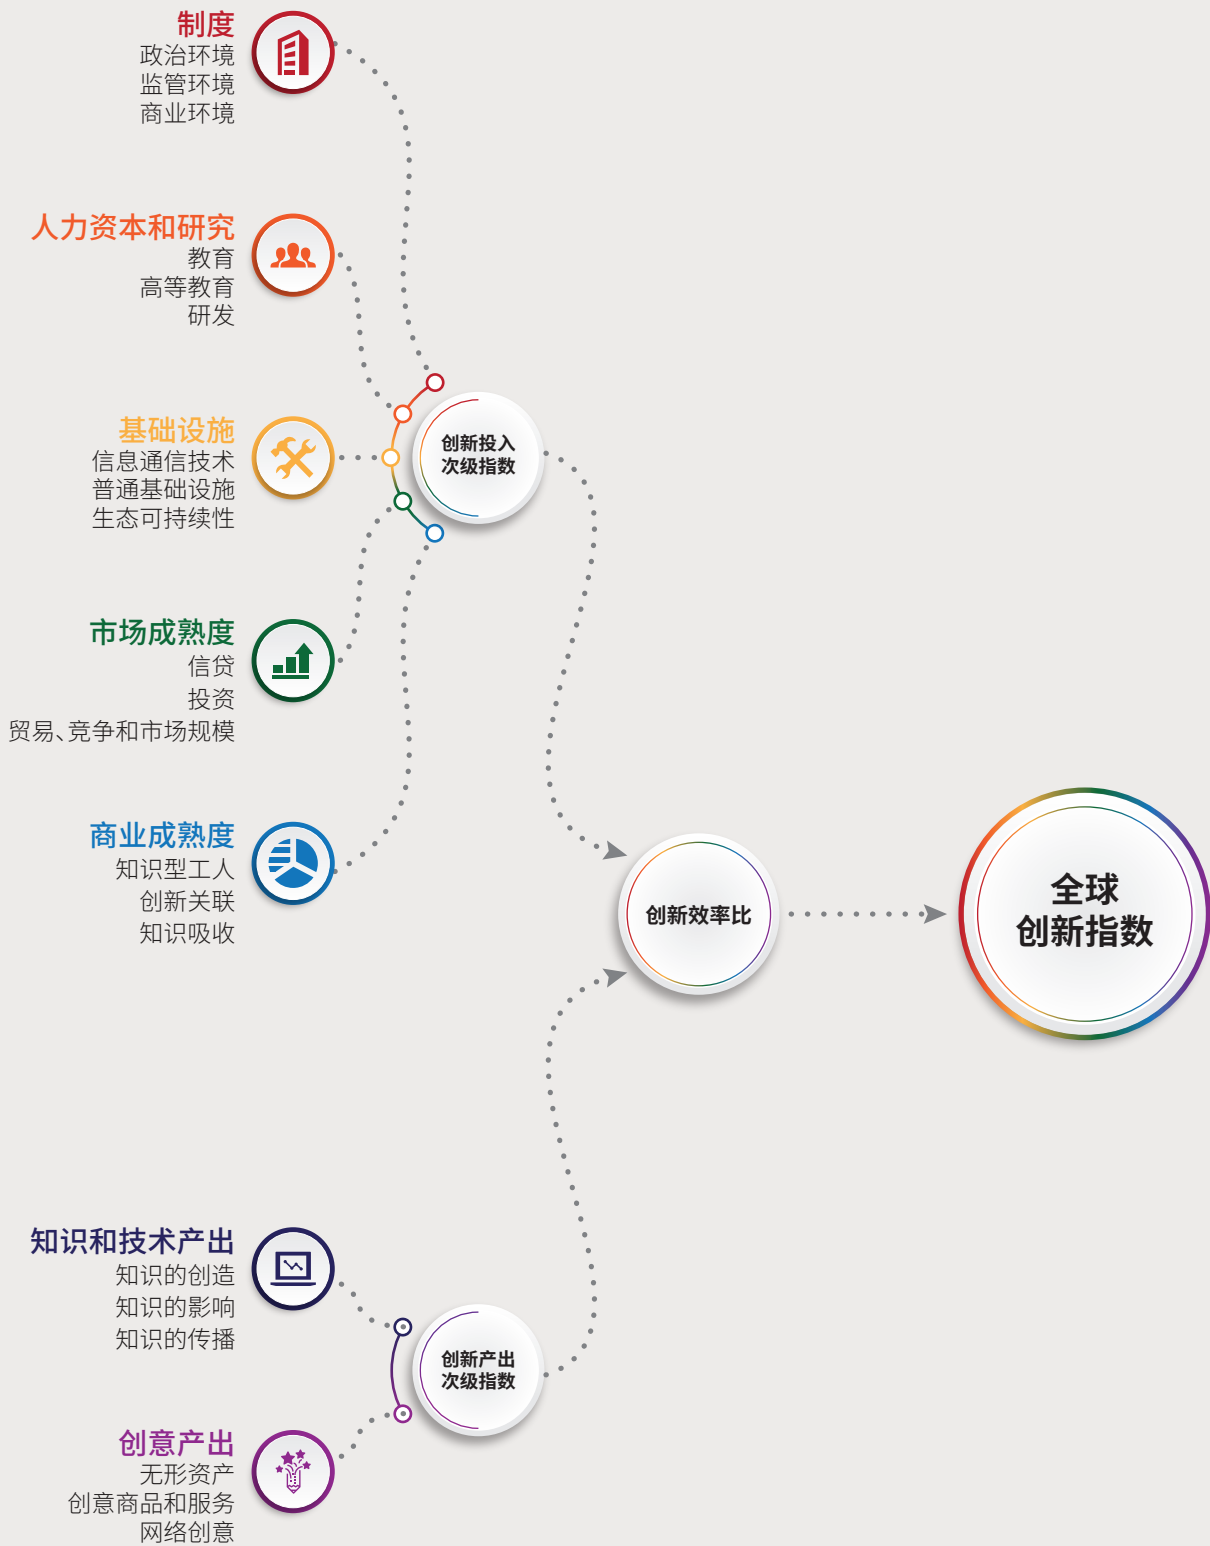 制度
政治环境
监管环境
商业环境
人力资本和研究
教育
高等教育
研发
基础设施
信息通信技术
普通基础设施
生态可持续性
创新投入
次级指数
市场成熟度
信贷
投资
贸易、竞争和市场规模
商业成熟度
知识型工人
创新关联
知识吸收
创新效率比
全球
创新指数
知识和技术产出
知识的创造
知识的影响
知识的传播
创新产出
次级指数
创意产出
无形资产
创意商品和服务
网络创意